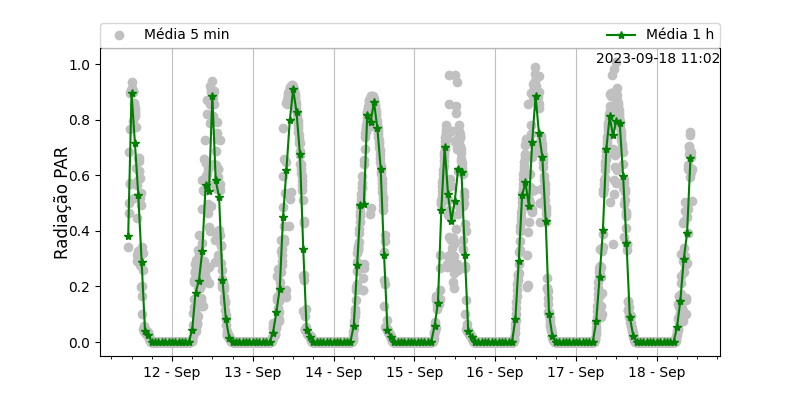 Média 5 min
Média 1 h
2023-09-18 11:02
Radiação PAR
1.0
0.8
0.6
0.4
0.2
0.0
12 - Sep
13 - Sep
14 - Sep
15 - Sep
16 - Sep
17 - Sep
18 - Sep